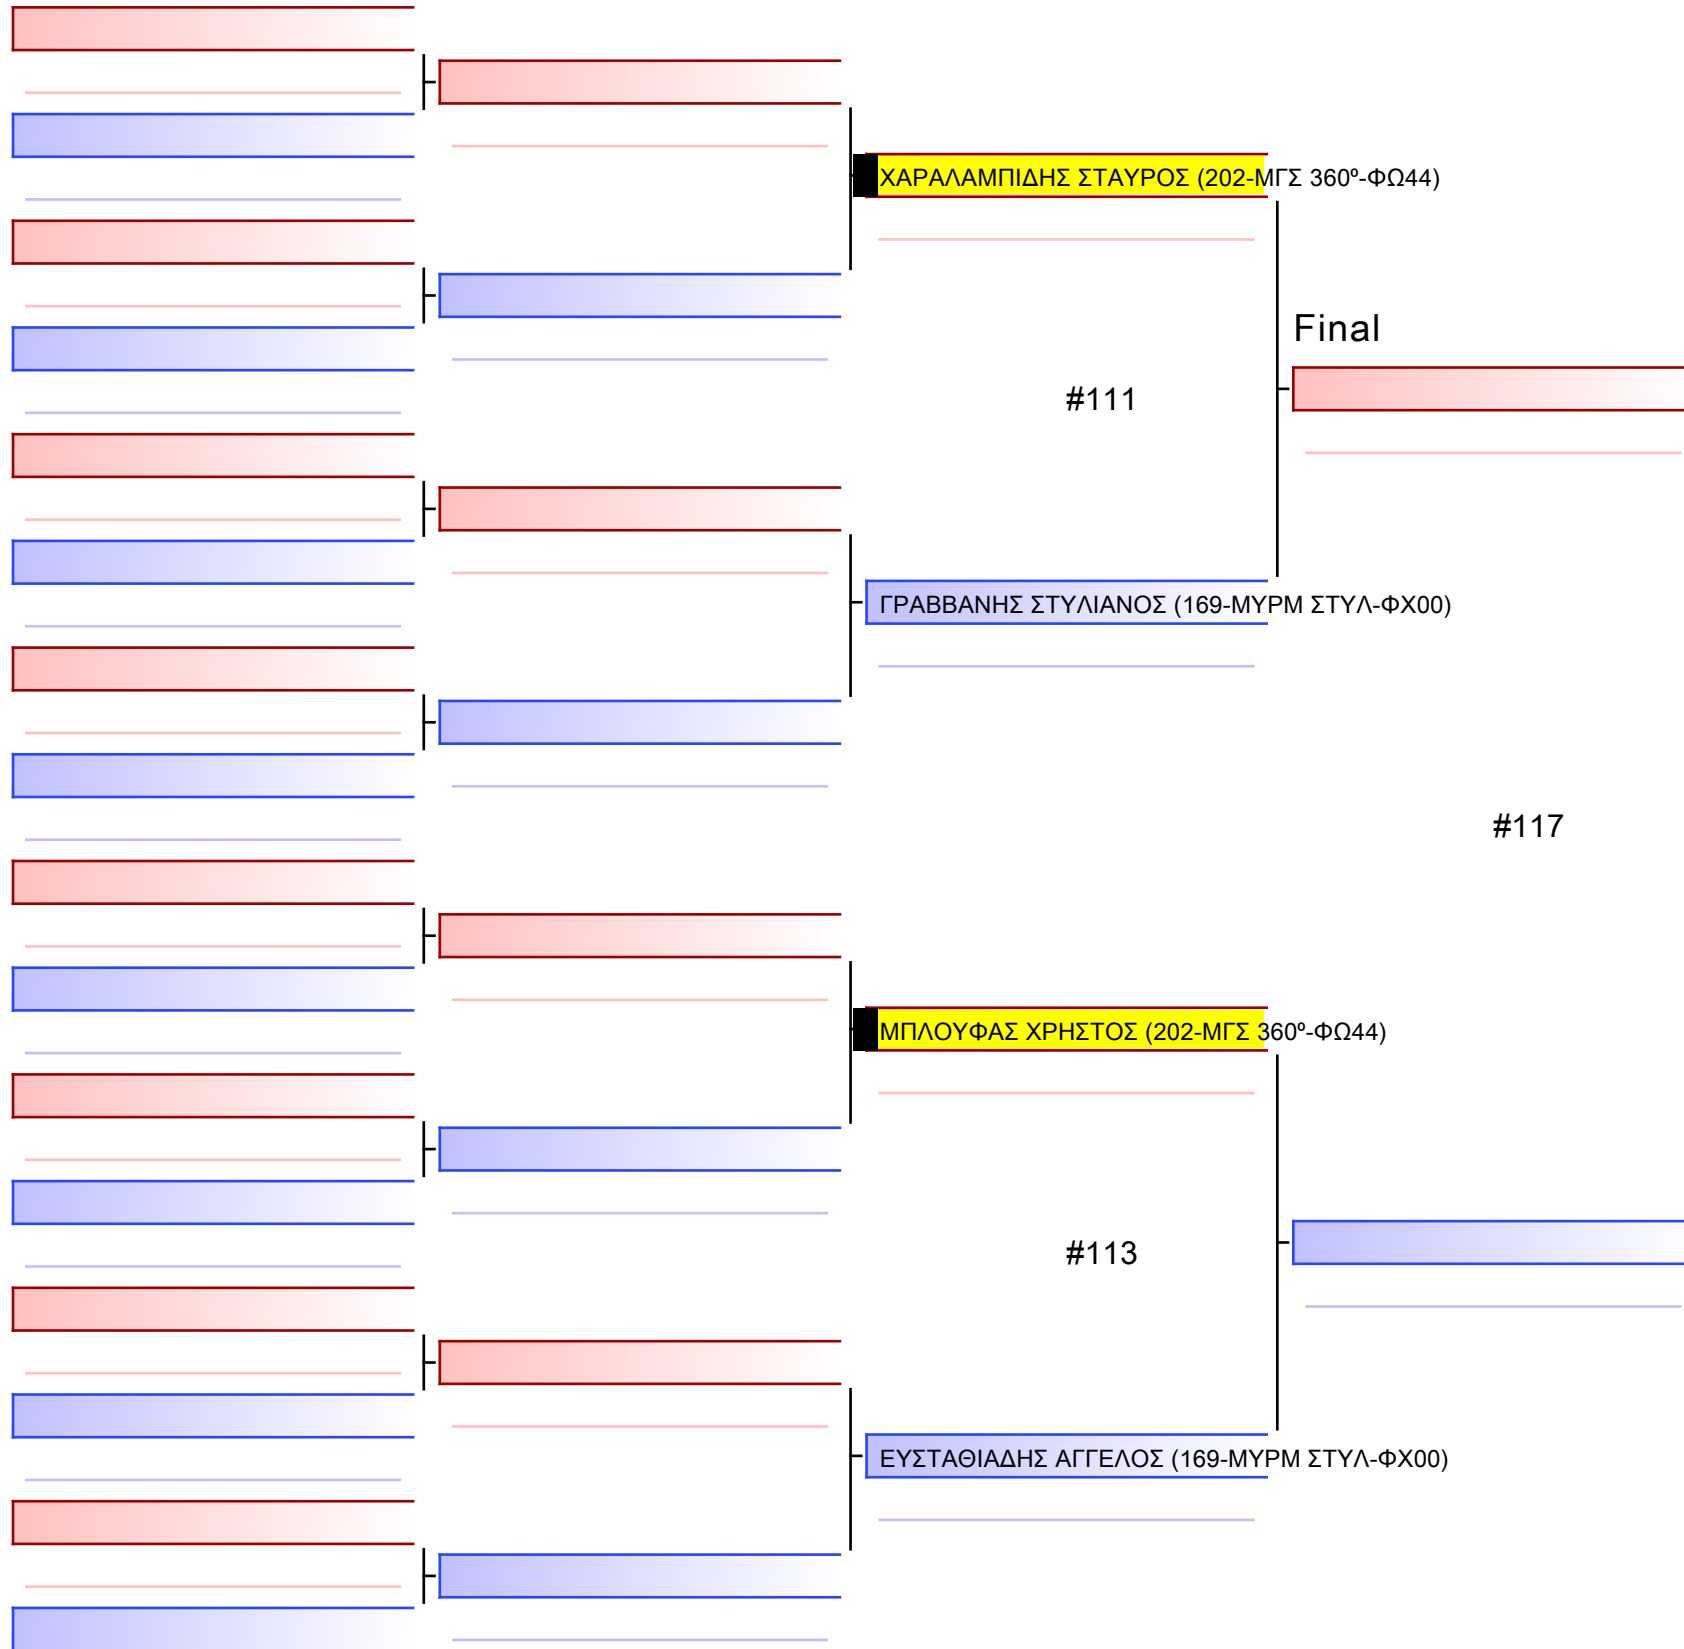 ΧΑΡΑΛΑΜΠΙΔΗΣ ΣΤΑΥΡΟΣ (202-ΜΓΣ 360º-ΦΩ44)
Final
#111
ΓΡΑΒΒΑΝΗΣ ΣΤΥΛΙΑΝΟΣ (169-ΜΥΡΜ ΣΤΥΛ-ΦΧ00)
#117
ΜΠΛΟΥΦΑΣ ΧΡΗΣΤΟΣ (202-ΜΓΣ 360º-ΦΩ44)
#113
ΕΥΣΤΑΘΙΑΔΗΣ ΑΓΓΕΛΟΣ (169-ΜΥΡΜ ΣΤΥΛ-ΦΧ00)